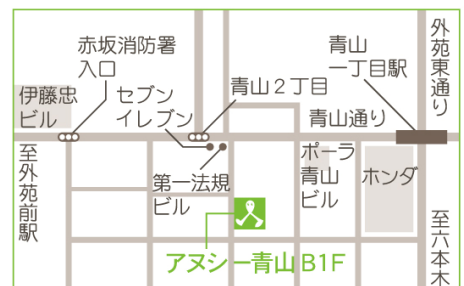 赤坂消防署
入口
伊藤忠
ビル
セブン
イレブン
青山2丁目
青山
一丁目駅
外苑東通り
青山通り
至外苑前駅
第一法規
ビル
ポーラ
青山
ビル
ホンダ
至六本木
アヌシー青山B1F